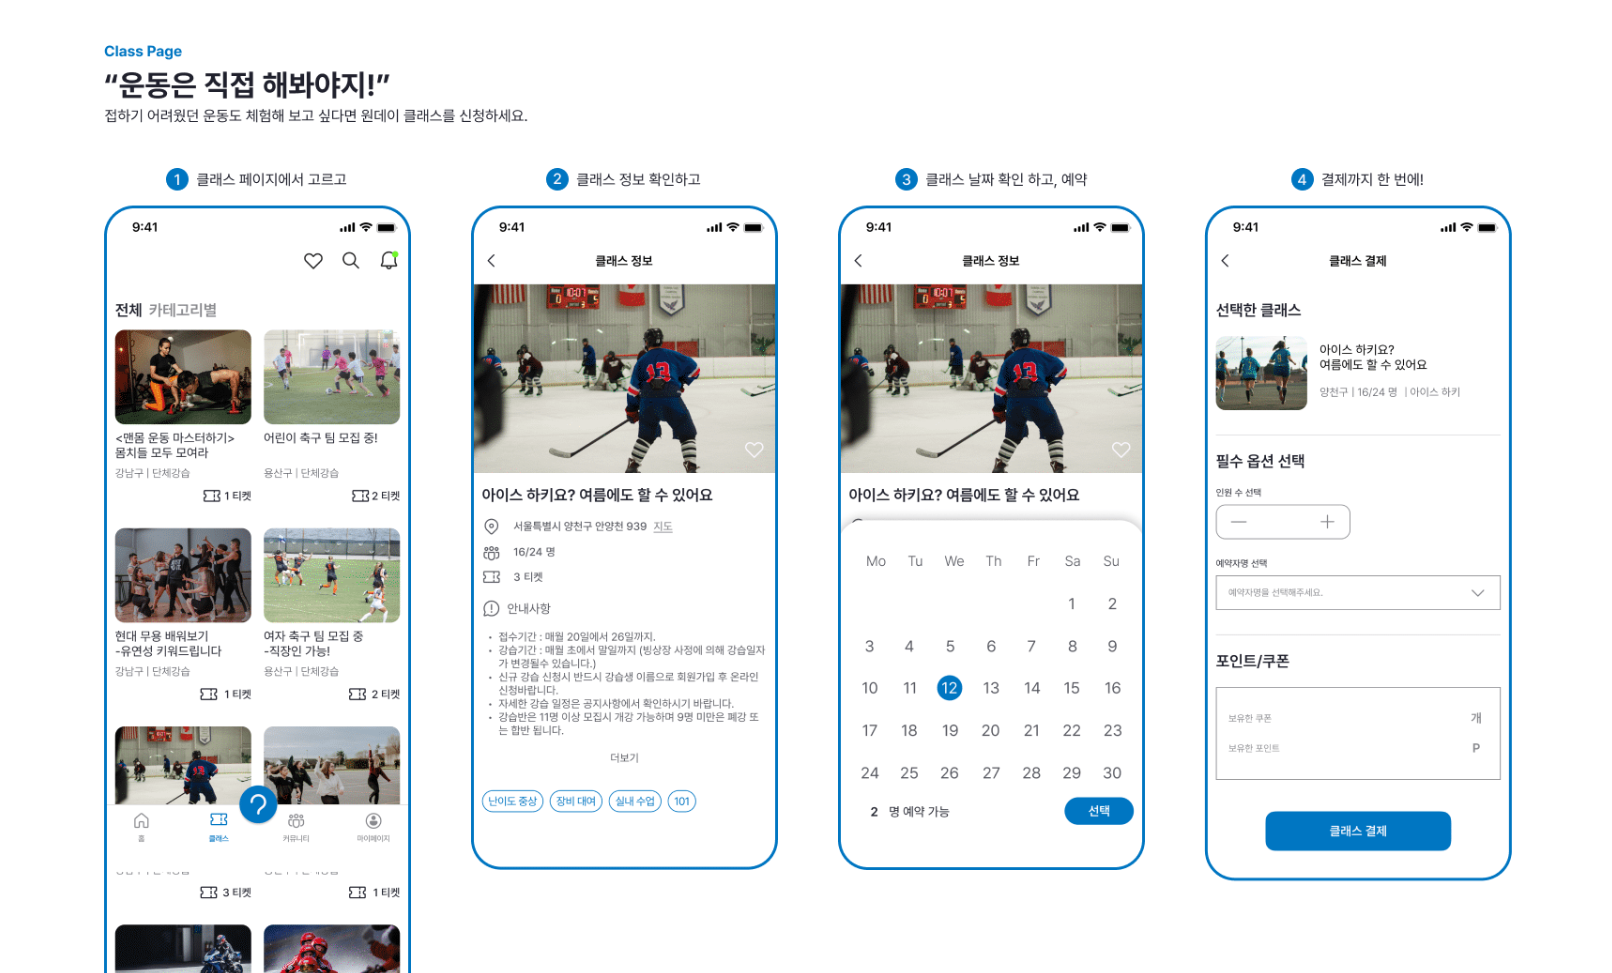 Class Page
“운동은 직접 해봐야지!”
접하기 어려웠던 운동도 체험해 보고 싶다면 원데이 클래스를 신청하세요.
1 클래스 페이지에서 고르고
9:41
전체 카테고리별
<맨몸 운동 마스터하기>
몸치들 모두 모여라
강남구 | 단체강습
1 티켓
어린이 축구 팀 모집 중!
용산구 | 단체강습
2 티켓
현대 무용 배워보기
-유연성 키워드립니다
강남구 | 단체강습
1 티켓
여자 축구 팀 모집 중
-직장인 가능!
용산구 | 단체강습
2 티켓
?
홈
클래스
커뮤니티
마이페이지
3 티켓
1 티켓
2 클래스 정보 확인하고
9:41
클래스 정보
10:07
13
아이스 하키요? 여름에도 할 수 있어요
서울특별시 양천구 안양천 939 지도
16/24 명
3 티켓
안내사항
• 접수기간 : 매월 20일에서 26일까지.
• 강습기간 : 매월 초에서 말일까지 (빙상장 사정에 의해 강습일자
가 변경될수 있습니다.)
• 신규 강습 신청시 반드시 강습생 이름으로 회원가입 후 온라인
신청바랍니다.
• 자세한 강습 일정은 공지사항에서 확인하시기 바랍니다.
• 강습반은 11명 이상 모집시 개강 가능하며 9명 미만은 폐강 또
는 합반 됩니다.
더보기
난이도 중상 장비 대여 실내 수업 101
3 클래스 날짜 확인 하고, 예약
9:41
클래스 정보
10:07
13
아이스 하키요? 여름에도 할 수 있어요
Mo Tu We Th Fr Sa Su
1 2
3 4 5 6 7 8 9
10 11 12 13 14 15 16
17 18 19 20 21 22 23
24 25 26 27 28 29 30
2 명 예약 가능
선택
4 결제까지 한 번에!
9:41
클래스 결제
선택한 클래스
아이스 하키요?
여름에도 할 수 있어요
양천구 | 16/24 명 | 아이스 하키
필수 옵션 선택
인원 수 선택
예약자명 선택
예약자명을 선택해주세요.
포인트/쿠폰
보유한 쿠폰 개
보유한 포인트 P
클래스 결제